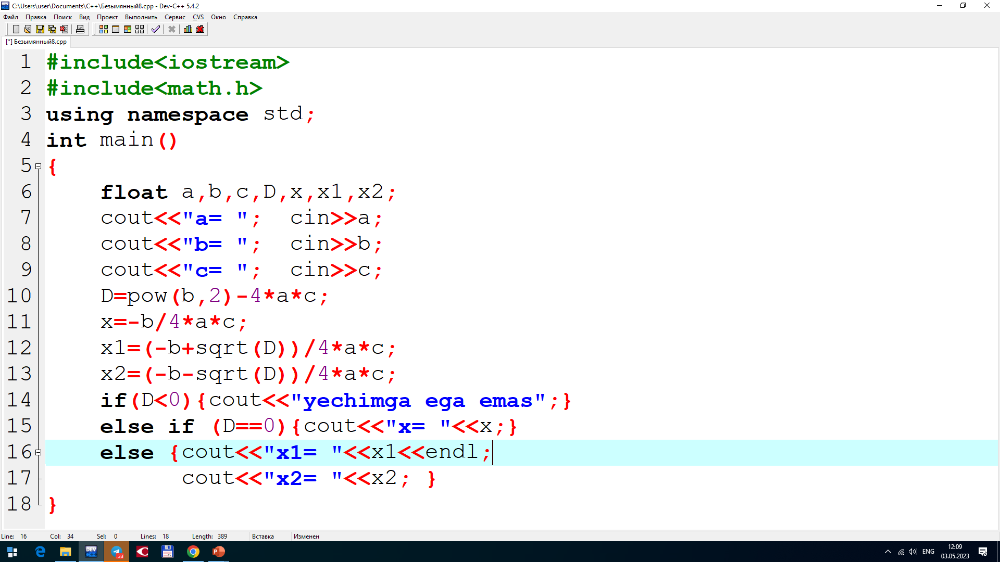 C:\Users\user\Documents\C++\Безымянный8.cpp - Dev-C++ 5.4.2
Файл Правка Поиск Вид Проект Выполнить Сервис CVS Окно Справка
[*] Безымянный8.cpp
1 #include<iostream>
2 #include<math.h>
3 using namespace std;
4 int main()
5 {
6 float a,b,c,D,x,x1,x2;
7 cout<<"a= ";  cin>>a;
8 cout<<"b= ";  cin>>b;
9 cout<<"c= ";  cin>>c;
10 D=pow(b,2)-4*a*c;
11 x=-b/4*a*c;
12 x1=(-b+sqrt(D))/4*a*c;
13 x2=(-b-sqrt(D))/4*a*c;
14 if(D<0){cout<<"yechimga ega emas";}
15 else if (D==0){cout<<"x= "<<x;}
16 else {cout<<"x1= "<<x1<<endl;
17 cout<<"x2= "<<x2; }
18 }
Line: 16 Col: 34 Sel: 0 Lines: 18 Length: 389 Вставка Изменен
DEV C++ .33 P ENG 12:09
03.05.2023